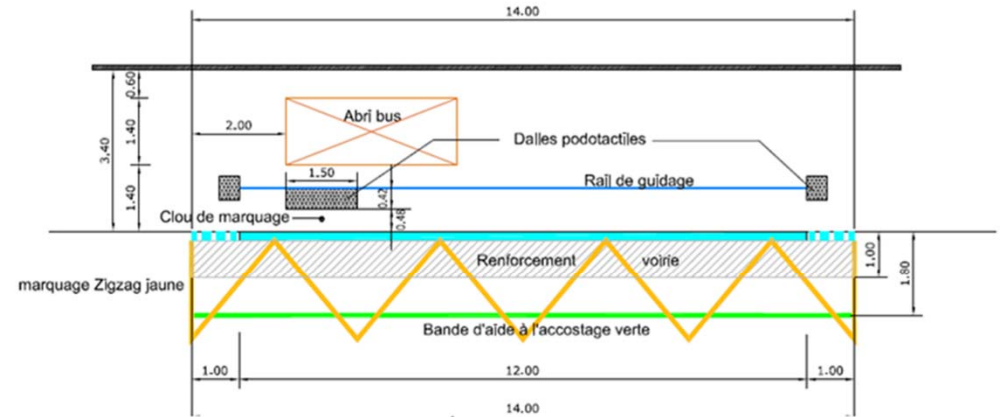 14.00
0.60
Abri bus
2.00
1.40
3.40
Dalles podotactiles
1.50
Rail de guidage
0.42
1.40
Clou de marquage
0.48
Renforcement voirie
1.00
1.80
marquage Zigzag jaune
Bande d'aide à l'accostage verte
1.00
12.00
1.00
14.00